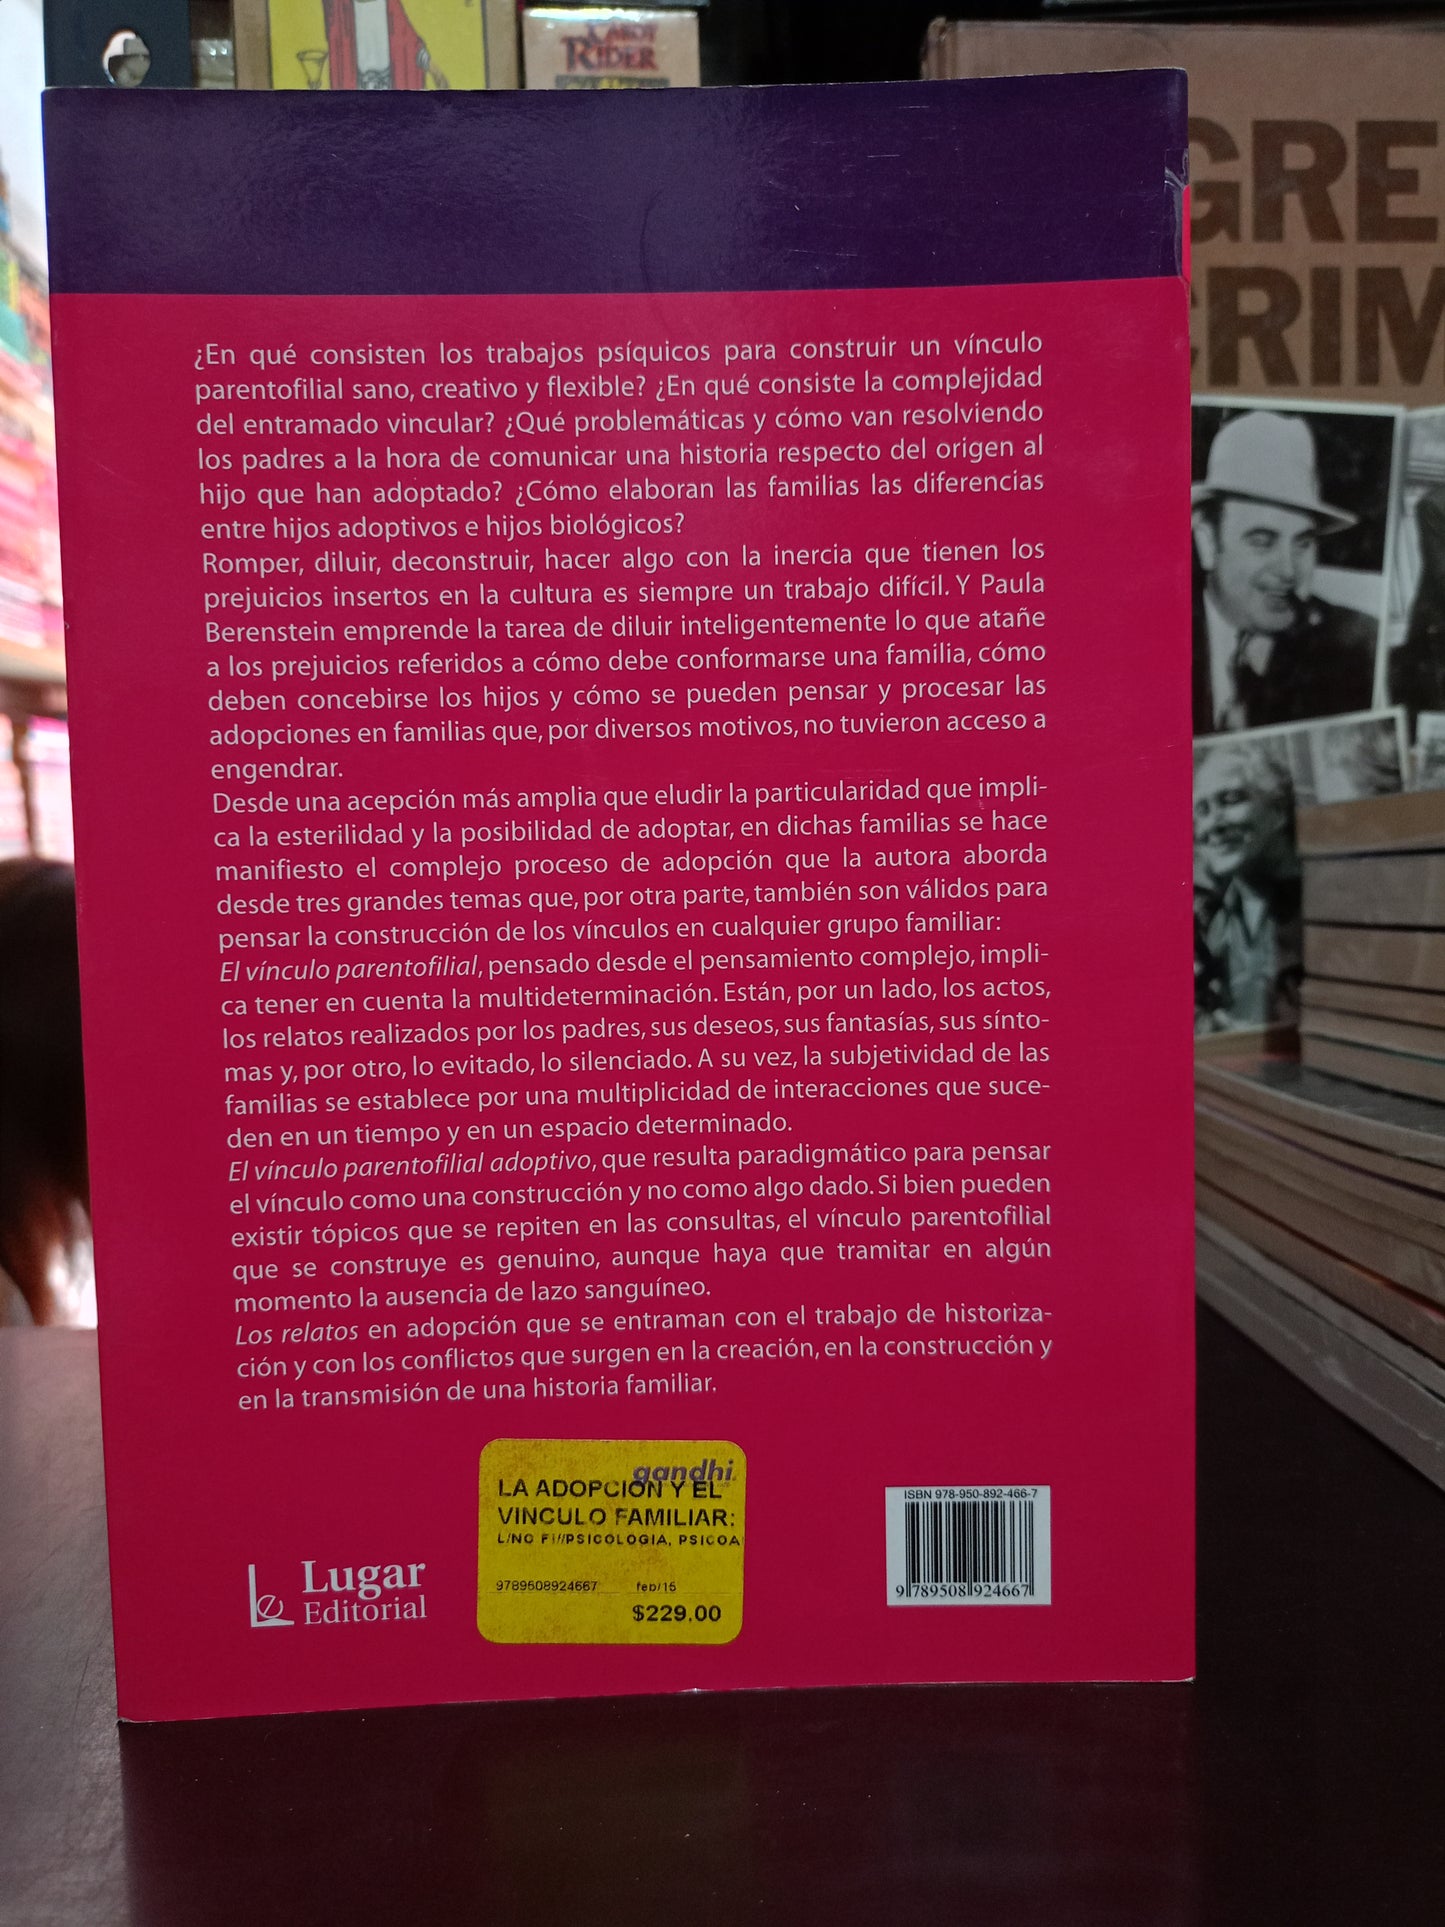 RIDER
GRE
CRIM
¿En qué consisten los trabajos psíquicos para construir un vínculo
parentofilial sano, creativo y flexible? ¿En qué consiste la complejidad
del entramado vincular? ¿Qué problemáticas y cómo van resolviendo
los padres a la hora de comunicar una historia respecto del origen al
hijo que han adoptado? ¿Cómo elaboran las familias las diferencias
entre hijos adoptivos e hijos biológicos?
Romper, diluir, deconstruir, hacer algo con la inercia que tienen los
prejuicios insertos en la cultura es siempre un trabajo difícil. Y Paula
Berenstein emprende la tarea de diluir inteligentemente lo que atañe
a los prejuicios referidos a cómo debe conformarse una familia, cómo
deben concebirse los hijos y cómo se pueden pensar y procesar las
adopciones en familias que, por diversos motivos, no tuvieron acceso a
engendrar.
Desde una acepción más amplia que eludir la particularidad que impli-
ca la esterilidad y la posibilidad de adoptar, en dichas familias se hace
manifiesto el complejo proceso de adopción que la autora aborda
desde tres grandes temas que, por otra parte, también son válidos para
pensar la construcción de los vínculos en cualquier grupo familiar:
El vínculo parentofilial, pensado desde el pensamiento complejo, impli-
ca tener en cuenta la multideterminación. Están, por un lado, los actos,
los relatos realizados por los padres, sus deseos, sus fantasías, sus sínto-
mas y, por otro, lo evitado, lo silenciado. A su vez, la subjetividad de las
familias se establece por una multiplicidad de interacciones que suce-
den en un tiempo y en un espacio determinado.
El vínculo parentofilial adoptivo, que resulta paradigmático para pensar
el vínculo como una construcción y no como algo dado. Si bien pueden
existir tópicos que se repiten en las consultas, el vínculo parentofilial
que se construye es genuino, aunque haya que tramitar en algún
momento la ausencia de lazo sanguíneo.
Los relatos en adopción que se entraman con el trabajo de historiza-
ción y con los conflictos que surgen en la creación, en la construcción y
en la transmisión de una historia familiar.
gandhi
LA ADOPCION Y EL
VINCULO FAMILIAR:
L/NC F///PSICOLOGIA, PSICOA
9789508924667 feb/15
$229.00
Lugar
Editorial
ISBN 978-950-892-466-7
9 789508 924667